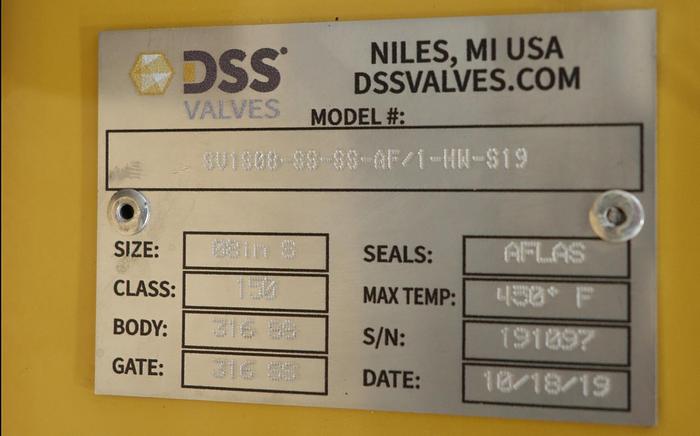 DSS
VALVES
NILES, MI USA
DSSVALVES.COM
MODEL #:
SV1S08-SS-SS-AF/1-HW-S19
SIZE: 08in S
CLASS: 150
BODY: 316 SS
GATE: 316 SS
SEALS: AFLAS
MAX TEMP: 450° F
S/N: 191097
DATE: 10/18/19